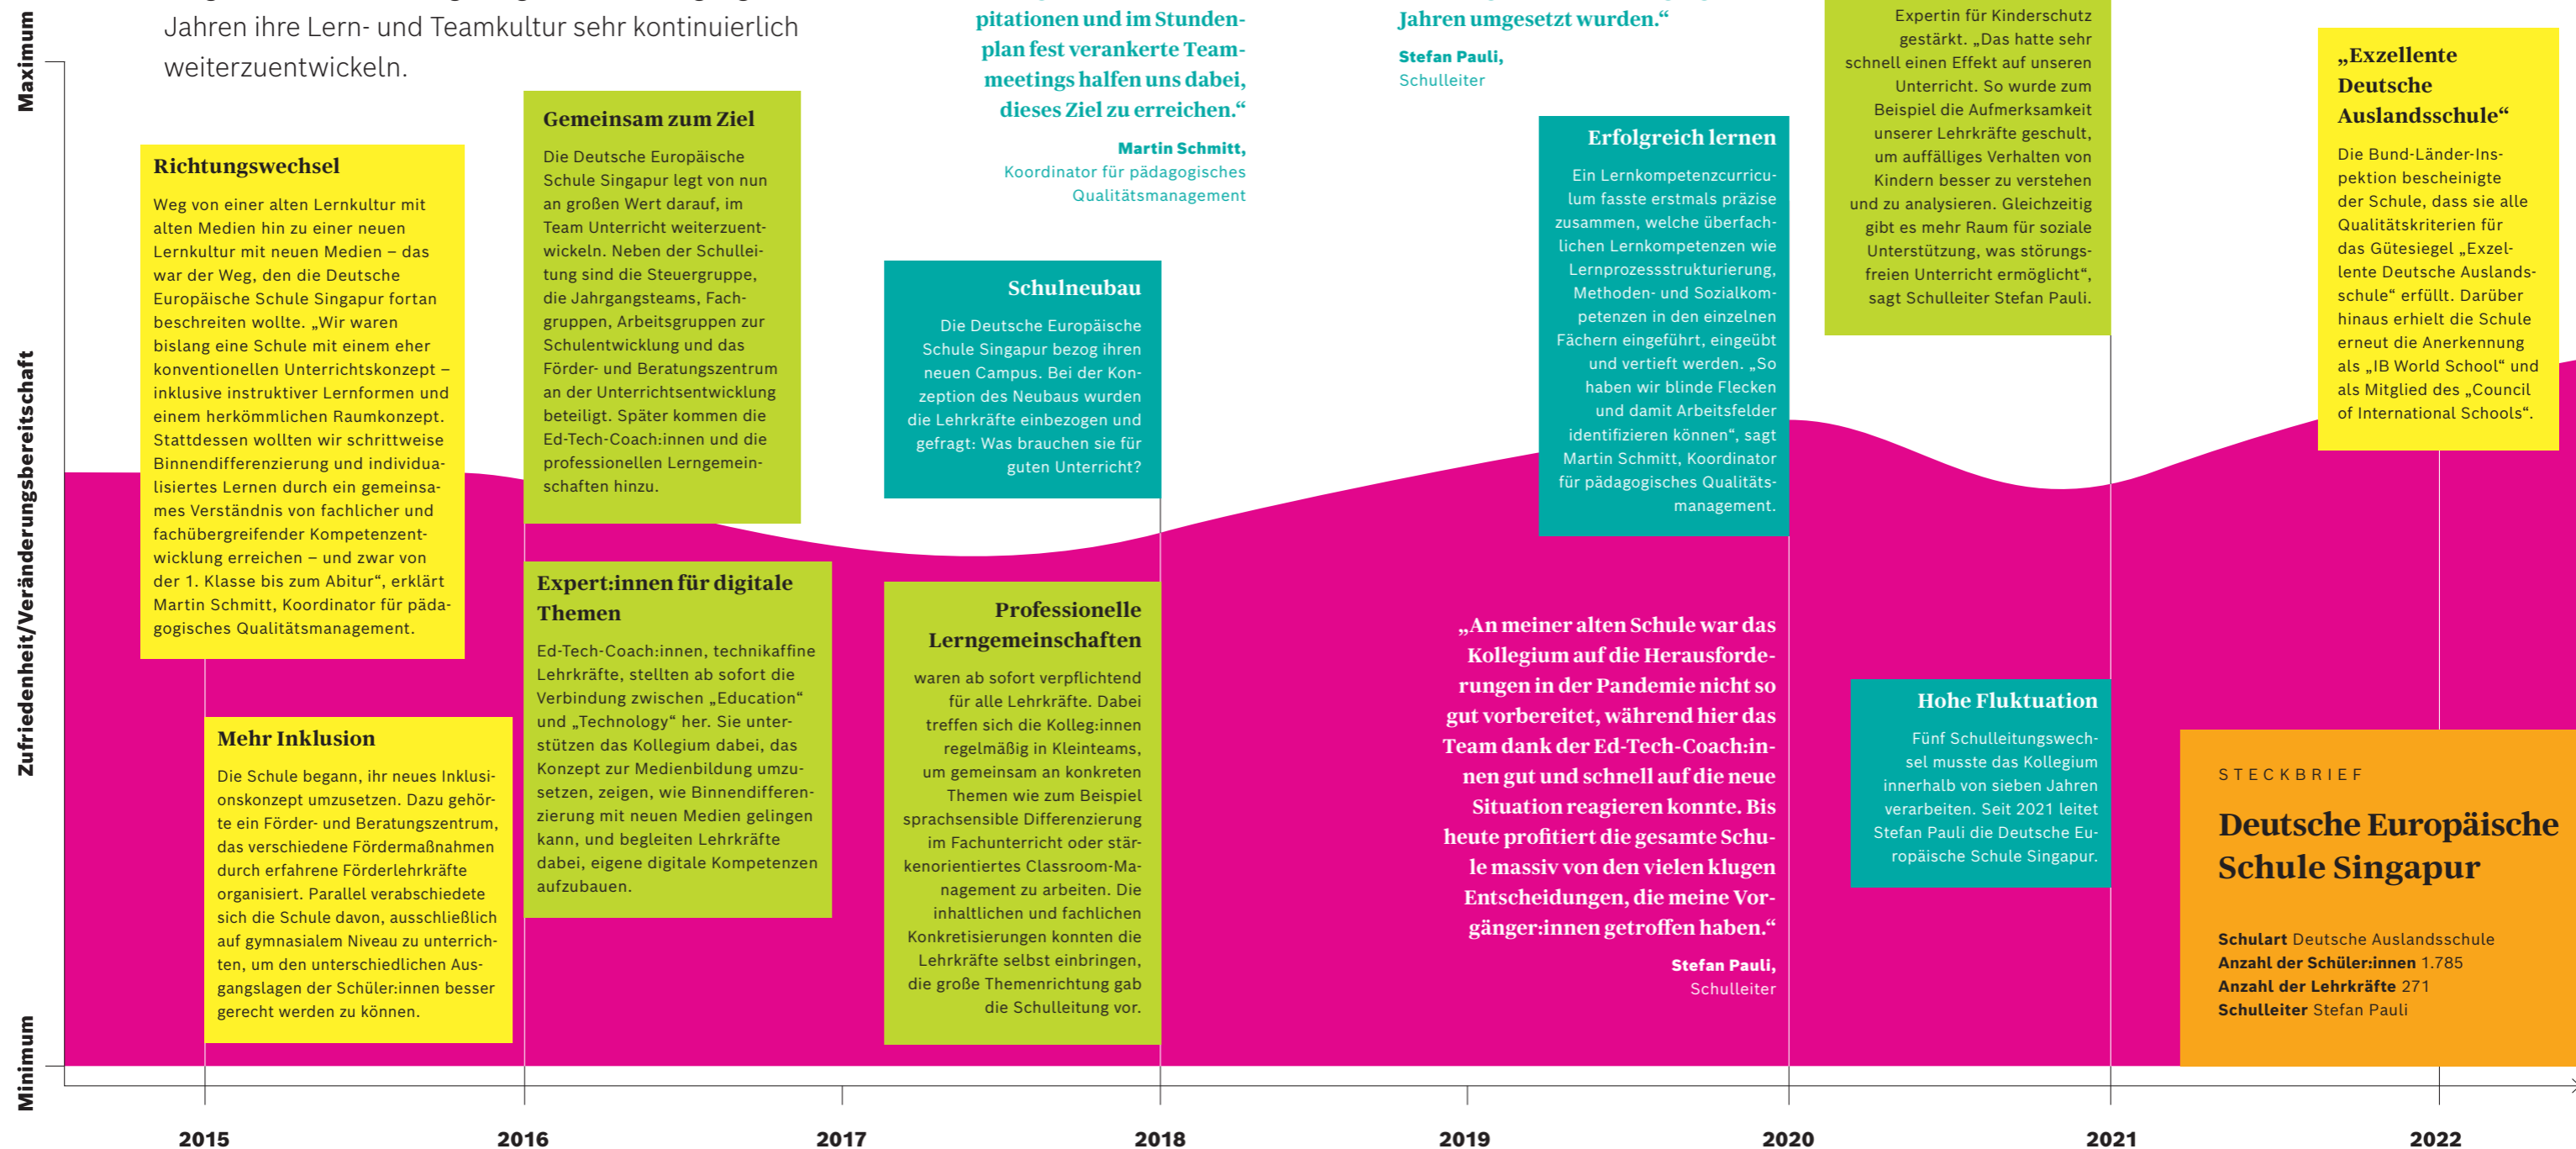 Jahren ihre Lern- und Teamkultur sehr kontinuierlich
weiterzuentwickeln.
pitationen und im Stunden-
plan fest verankerte Team-
meetings halfen uns dabei,
dieses Ziel zu erreichen.“
Martin Schmitt,
Koordinator für pädagogisches
Qualitätsmanagement
Jahren umgesetzt wurden.“
Stefan Pauli,
Schulleiter
Expertin für Kinderschutz
gestärkt. „Das hatte sehr
schnell einen Effekt auf unseren
Unterricht. So wurde zum
Beispiel die Aufmerksamkeit
unserer Lehrkräfte geschult,
um auffälliges Verhalten von
Kindern besser zu verstehen
und zu analysieren. Gleichzeitig
gibt es mehr Raum für soziale
Unterstützung, was störungs-
freien Unterricht ermöglicht“,
sagt Schulleiter Stefan Pauli.
„Exzellente
Deutsche
Auslandsschule“
Die Bund-Länder-Ins-
pektion bescheinigte
der Schule, dass sie alle
Qualitätskriterien für
das Gütesiegel „Exzel-
lente Deutsche Auslands-
schule“ erfüllt. Darüber
hinaus erhielt die Schule
erneut die Anerkennung
als „IB World School“ und
als Mitglied des „Council
of International Schools“.
Richtungswechsel
Weg von einer alten Lernkultur mit
alten Medien hin zu einer neuen
Lernkultur mit neuen Medien – das
war der Weg, den die Deutsche
Europäische Schule Singapur fortan
beschreiten wollte. „Wir waren
bislang eine Schule mit einem eher
konventionellen Unterrichtskonzept –
inklusive instruktiver Lernformen und
einem herkömmlichen Raumkonzept.
Stattdessen wollten wir schrittweise
Binnendifferenzierung und individua-
lisiertes Lernen durch ein gemeinsa-
mes Verständnis von fachlicher und
fachübergreifender Kompetenzent-
wicklung erreichen – und zwar von
der 1. Klasse bis zum Abitur“, erklärt
Martin Schmitt, Koordinator für päda-
gogisches Qualitätsmanagement.
Gemeinsam zum Ziel
Die Deutsche Europäische
Schule Singapur legt von nun
an großen Wert darauf, im
Team Unterricht weiterzuent-
wickeln. Neben der Schullei-
tung sind die Steuergruppe,
die Jahrgangsteams, Fach-
gruppen, Arbeitsgruppen zur
Schulentwicklung und das
Förder- und Beratungszentrum
an der Unterrichtsentwicklung
beteiligt. Später kommen die
Ed-Tech-Coach:innen und die
professionellen Lerngemein-
schaften hinzu.
Schulneubau
Die Deutsche Europäische
Schule Singapur bezog ihren
neuen Campus. Bei der Kon-
zeption des Neubaus wurden
die Lehrkräfte einbezogen und
gefragt: Was brauchen sie für
guten Unterricht?
Erfolgreich lernen
Ein Lernkompetenzcurricu-
lum fasste erstmals präzise
zusammen, welche überfach-
lichen Lernkompetenzen wie
Lernprozessstrukturierung,
Methoden- und Sozialkom-
petenzen in den einzelnen
Fächern eingeführt, eingeübt
und vertieft werden. „So
haben wir blinde Flecken
und damit Arbeitsfelder
identifizieren können“, sagt
Martin Schmitt, Koordinator
für pädagogisches Qualitäts-
management.
Mehr Inklusion
Die Schule begann, ihr neues Inklusi-
onskonzept umzusetzen. Dazu gehör-
te ein Förder- und Beratungszentrum,
das verschiedene Fördermaßnahmen
durch erfahrene Förderlehrkräfte
organisiert. Parallel verabschiedete
sich die Schule davon, ausschließlich
auf gymnasialem Niveau zu unterrich-
ten, um den unterschiedlichen Aus-
gangslagen der Schüler:innen besser
gerecht werden zu können.
Expert:innen für digitale
Themen
Ed-Tech-Coach:innen, technikaffine
Lehrkräfte, stellten ab sofort die
Verbindung zwischen „Education“
und „Technology“ her. Sie unter-
stützen das Kollegium dabei, das
Konzept zur Medienbildung umzu-
setzen, zeigen, wie Binnendifferen-
zierung mit neuen Medien gelingen
kann, und begleiten Lehrkräfte
dabei, eigene digitale Kompetenzen
aufzubauen.
Professionelle
Lerngemeinschaften
waren ab sofort verpflichtend
für alle Lehrkräfte. Dabei
treffen sich die Kolleg:innen
regelmäßig in Kleinteams,
um gemeinsam an konkreten
Themen wie zum Beispiel
sprachsensible Differenzierung
im Fachunterricht oder stär-
kenorientiertes Classroom-Ma-
nagement zu arbeiten. Die
inhaltlichen und fachlichen
Konkretisierungen konnten die
Lehrkräfte selbst einbringen,
die große Themenrichtung gab
die Schulleitung vor.
„An meiner alten Schule war das
Kollegium auf die Herausforde-
rungen in der Pandemie nicht so
gut vorbereitet, während hier das
Team dank der Ed-Tech-Coach:in-
nen gut und schnell auf die neue
Situation reagieren konnte. Bis
heute profitiert die gesamte Schu-
le massiv von den vielen klugen
Entscheidungen, die meine Vor-
gänger:innen getroffen haben.“
Stefan Pauli,
Schulleiter
Hohe Fluktuation
Fünf Schulleitungswech-
sel musste das Kollegium
innerhalb von sieben Jahren
verarbeiten. Seit 2021 leitet
Stefan Pauli die Deutsche Eu-
ropäische Schule Singapur.
STECKBRIEF
Deutsche Europäische
Schule Singapur
Schulart Deutsche Auslandsschule
Anzahl der Schüler:innen 1.785
Anzahl der Lehrkräfte 271
Schulleiter Stefan Pauli
Maximum
Zufriedenheit/Veränderungsbereitschaft
Minimum
2015
2016
2017
2018
2019
2020
2021
2022